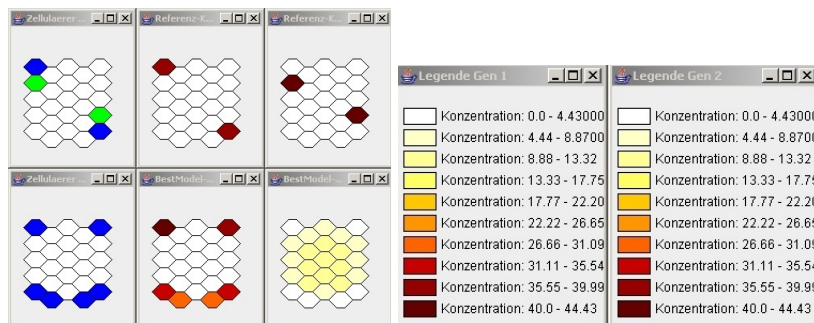 Zellulaerer ...
Referenz-K...
Referenz-K...
Zellulaerer ...
BestModel-...
BestModel-...
Legende Gen 1
Konzentration: 0.0 - 4.43000
Konzentration: 4.44 - 8.8700
Konzentration: 8.88 - 13.32
Konzentration: 13.33 - 17.75
Konzentration: 17.77 - 22.20
Konzentration: 22.22 - 26.65
Konzentration: 26.66 - 31.09
Konzentration: 31.11 - 35.54
Konzentration: 35.55 - 39.99
Konzentration: 40.0 - 44.43
Legende Gen 2
Konzentration: 0.0 - 4.4300
Konzentration: 4.44 - 8.870
Konzentration: 8.88 - 13.32
Konzentration: 13.33 - 17.75
Konzentration: 17.77 - 22.20
Konzentration: 22.22 - 26.65
Konzentration: 26.66 - 31.09
Konzentration: 31.11 - 35.54
Konzentration: 35.55 - 39.99
Konzentration: 40.0 - 44.43